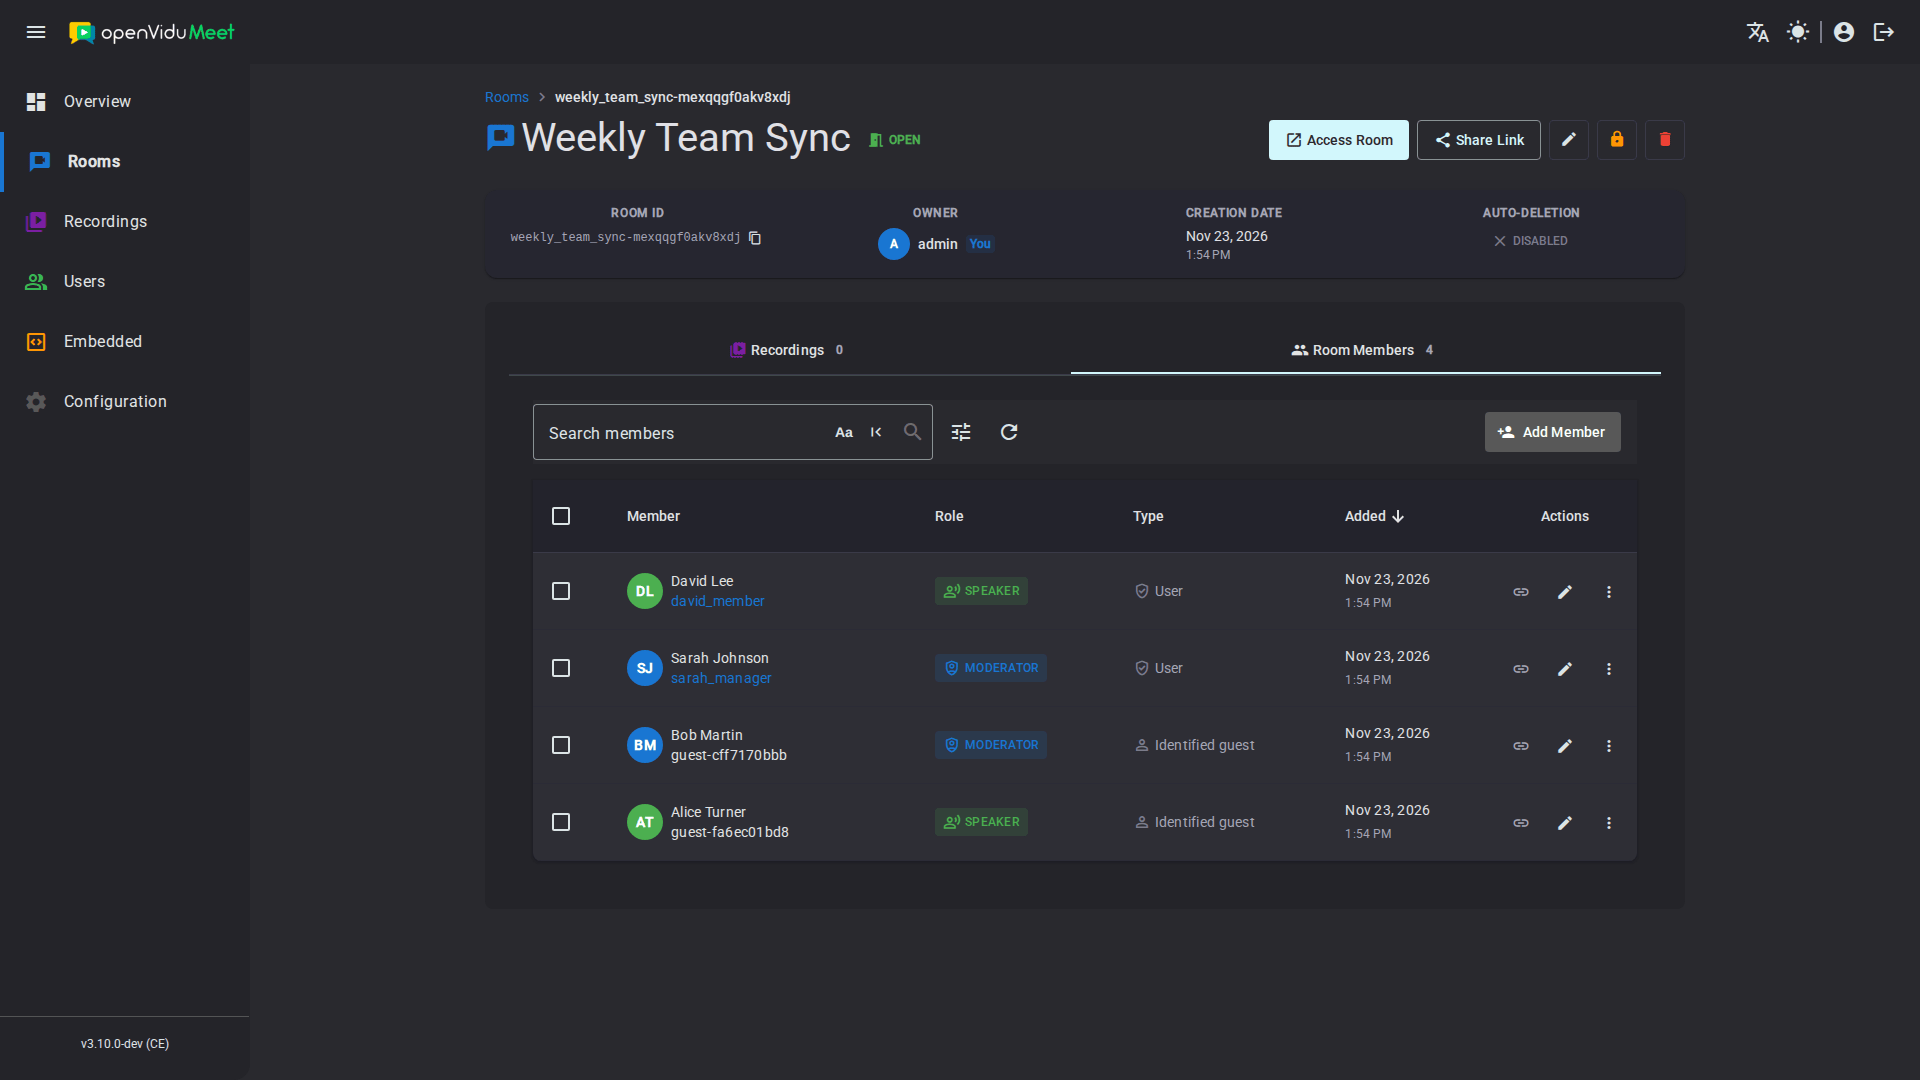 openVidu Meet
Overview
Rooms
Recordings
Users
Embedded
Configuration
v3.10.0-dev (CE)
Rooms > weekly_team_sync-mexqqgf0akv8xdj
Weekly Team Sync OPEN
Access Room
Share Link
ROOM ID
weekly_team_sync-mexqqgf0akv8xdj
OWNER
A admin You
CREATION DATE
Nov 23, 2026
1:54 PM
AUTO-DELETION
DISABLED
Recordings 0
Room Members 4
Search members Aa
Add Member
Member Role Type Added Actions
DL David Lee
david_member
SPEAKER
User
Nov 23, 2026
1:54 PM
SJ Sarah Johnson
sarah_manager
MODERATOR
User
Nov 23, 2026
1:54 PM
BM Bob Martin
guest-cff7170bbb
MODERATOR
Identified guest
Nov 23, 2026
1:54 PM
AT Alice Turner
guest-fa6ec01bd8
SPEAKER
Identified guest
Nov 23, 2026
1:54 PM